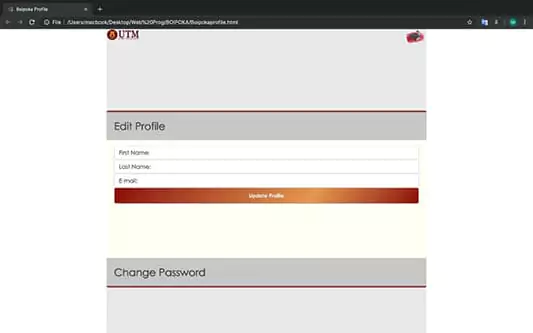 Boipoka Profile
File | /Users/macbook/Desktop/Web%20Prog/BOIPOKA/Boipokaprofile.html
UTM
Edit Profile
First Name:
Last Name:
E-mail:
Update Profile
Change Password